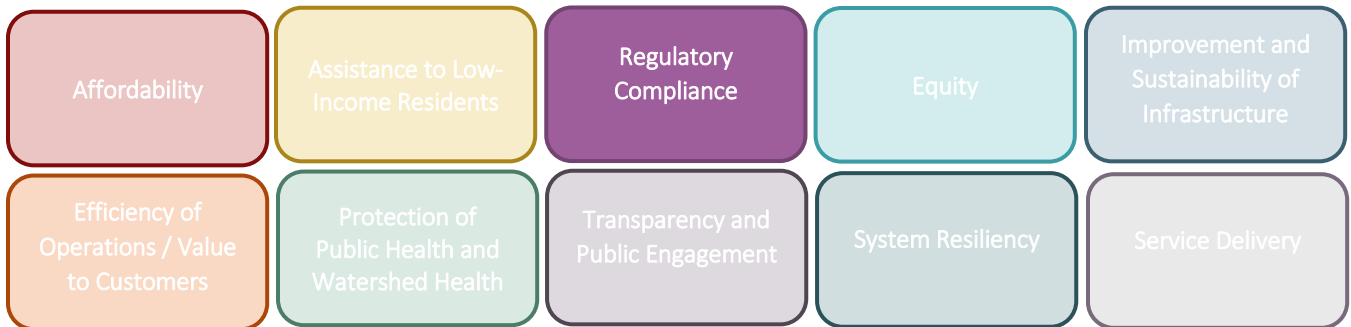 Affordability
Assistance to Low-
Income Residents
Regulatory
Compliance
Equity
Improvement and
Sustainability of
Infrastructure
Efficiency of
Operations / Value
to Customers
Protection of
Public Health and
Watershed Health
Transparency and
Public Engagement
System Resiliency
Service Delivery